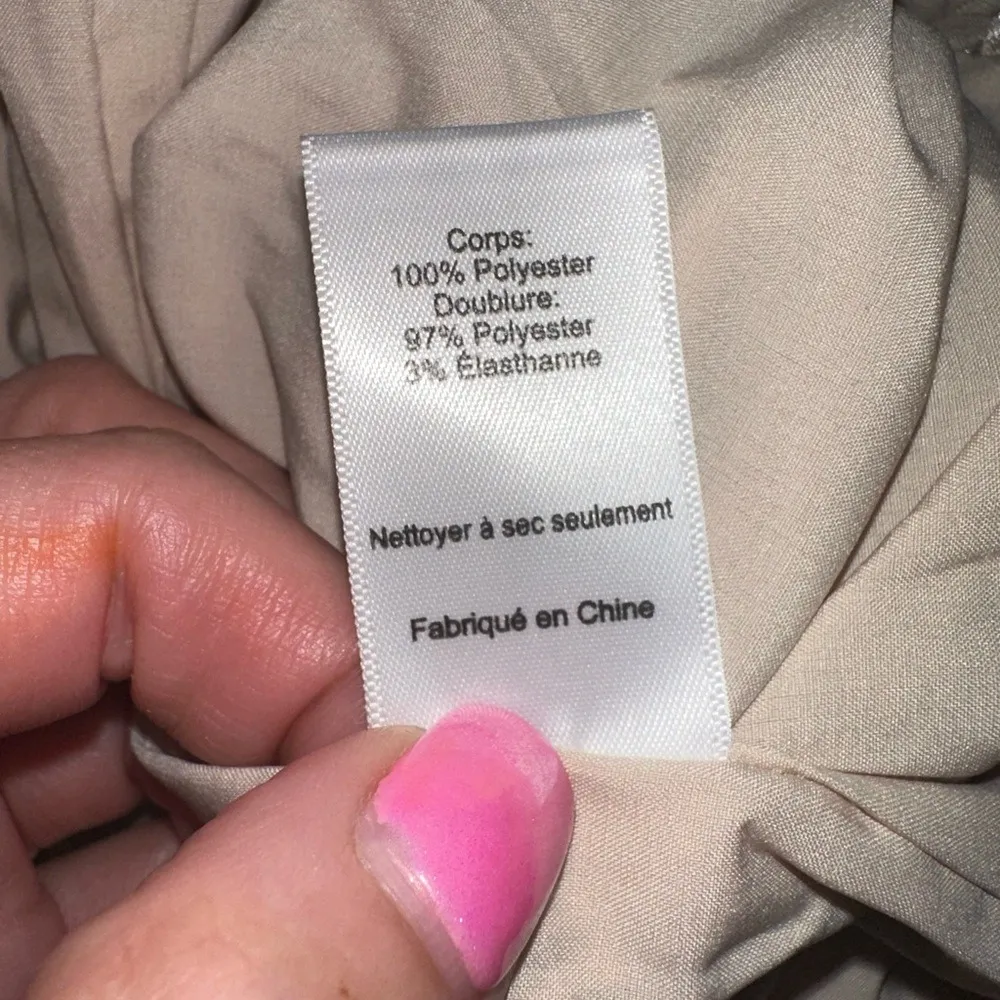 Corps:
100% Polyester
Doublure:
97% Polyester
3% Élasthanne
Nettoyer à sec seulement
Fabriqué en Chine